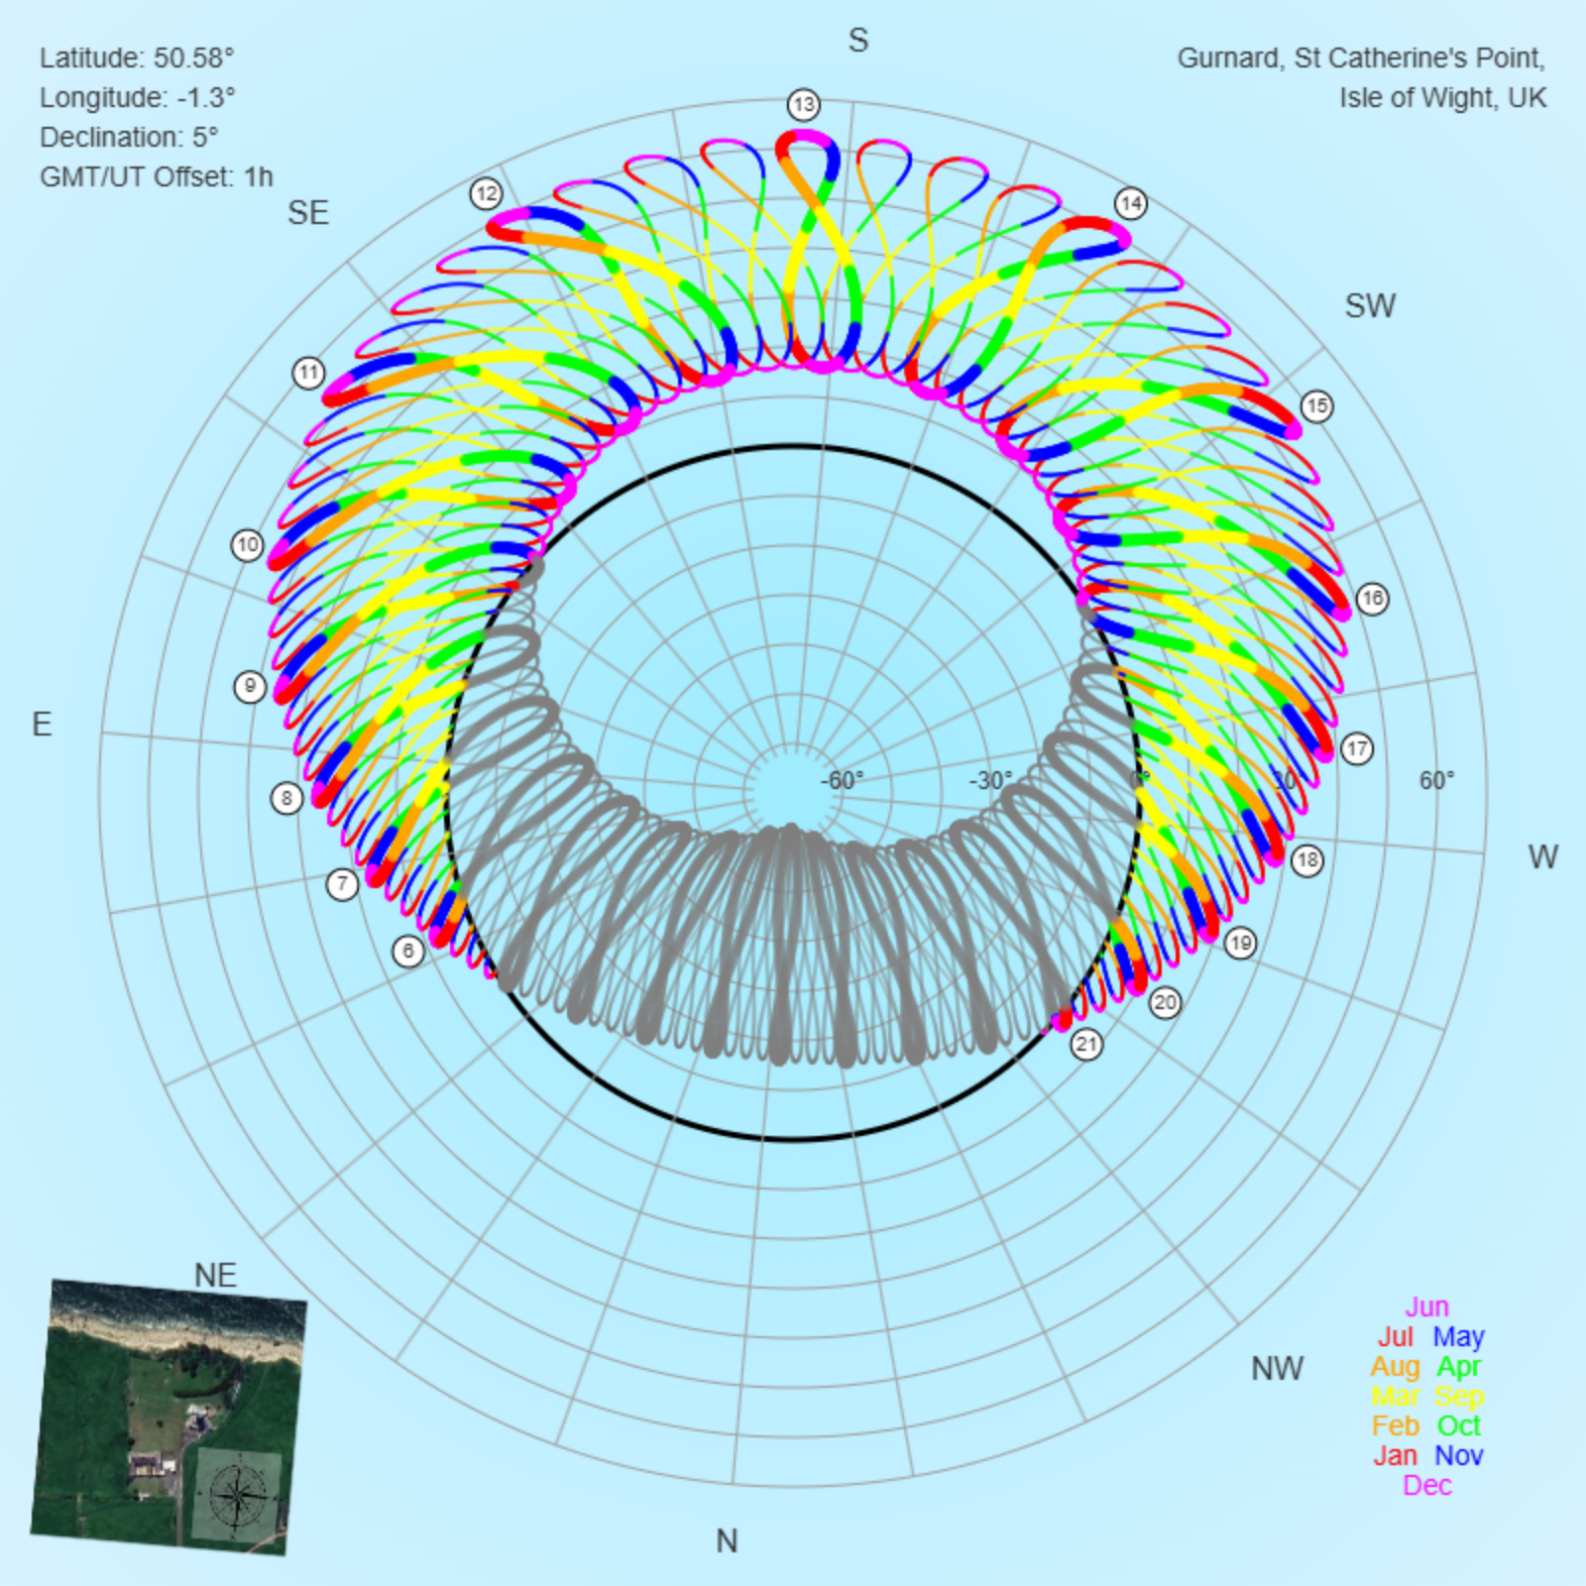 S
Latitude: 50.58°
Longitude: -1.3°
Declination: 5°
GMT/UT Offset: 1h
Gurnard, St Catherine's Point,
Isle of Wight, UK
13
12
14
SE
SW
11
15
10
16
9
17
E
W
-60°
-30°
0°
30°
60°
8
18
7
19
6
20
21
NE
NW
Jun
Jul May
Aug Apr
Mar Sep
Feb Oct
Jan Nov
Dec
N